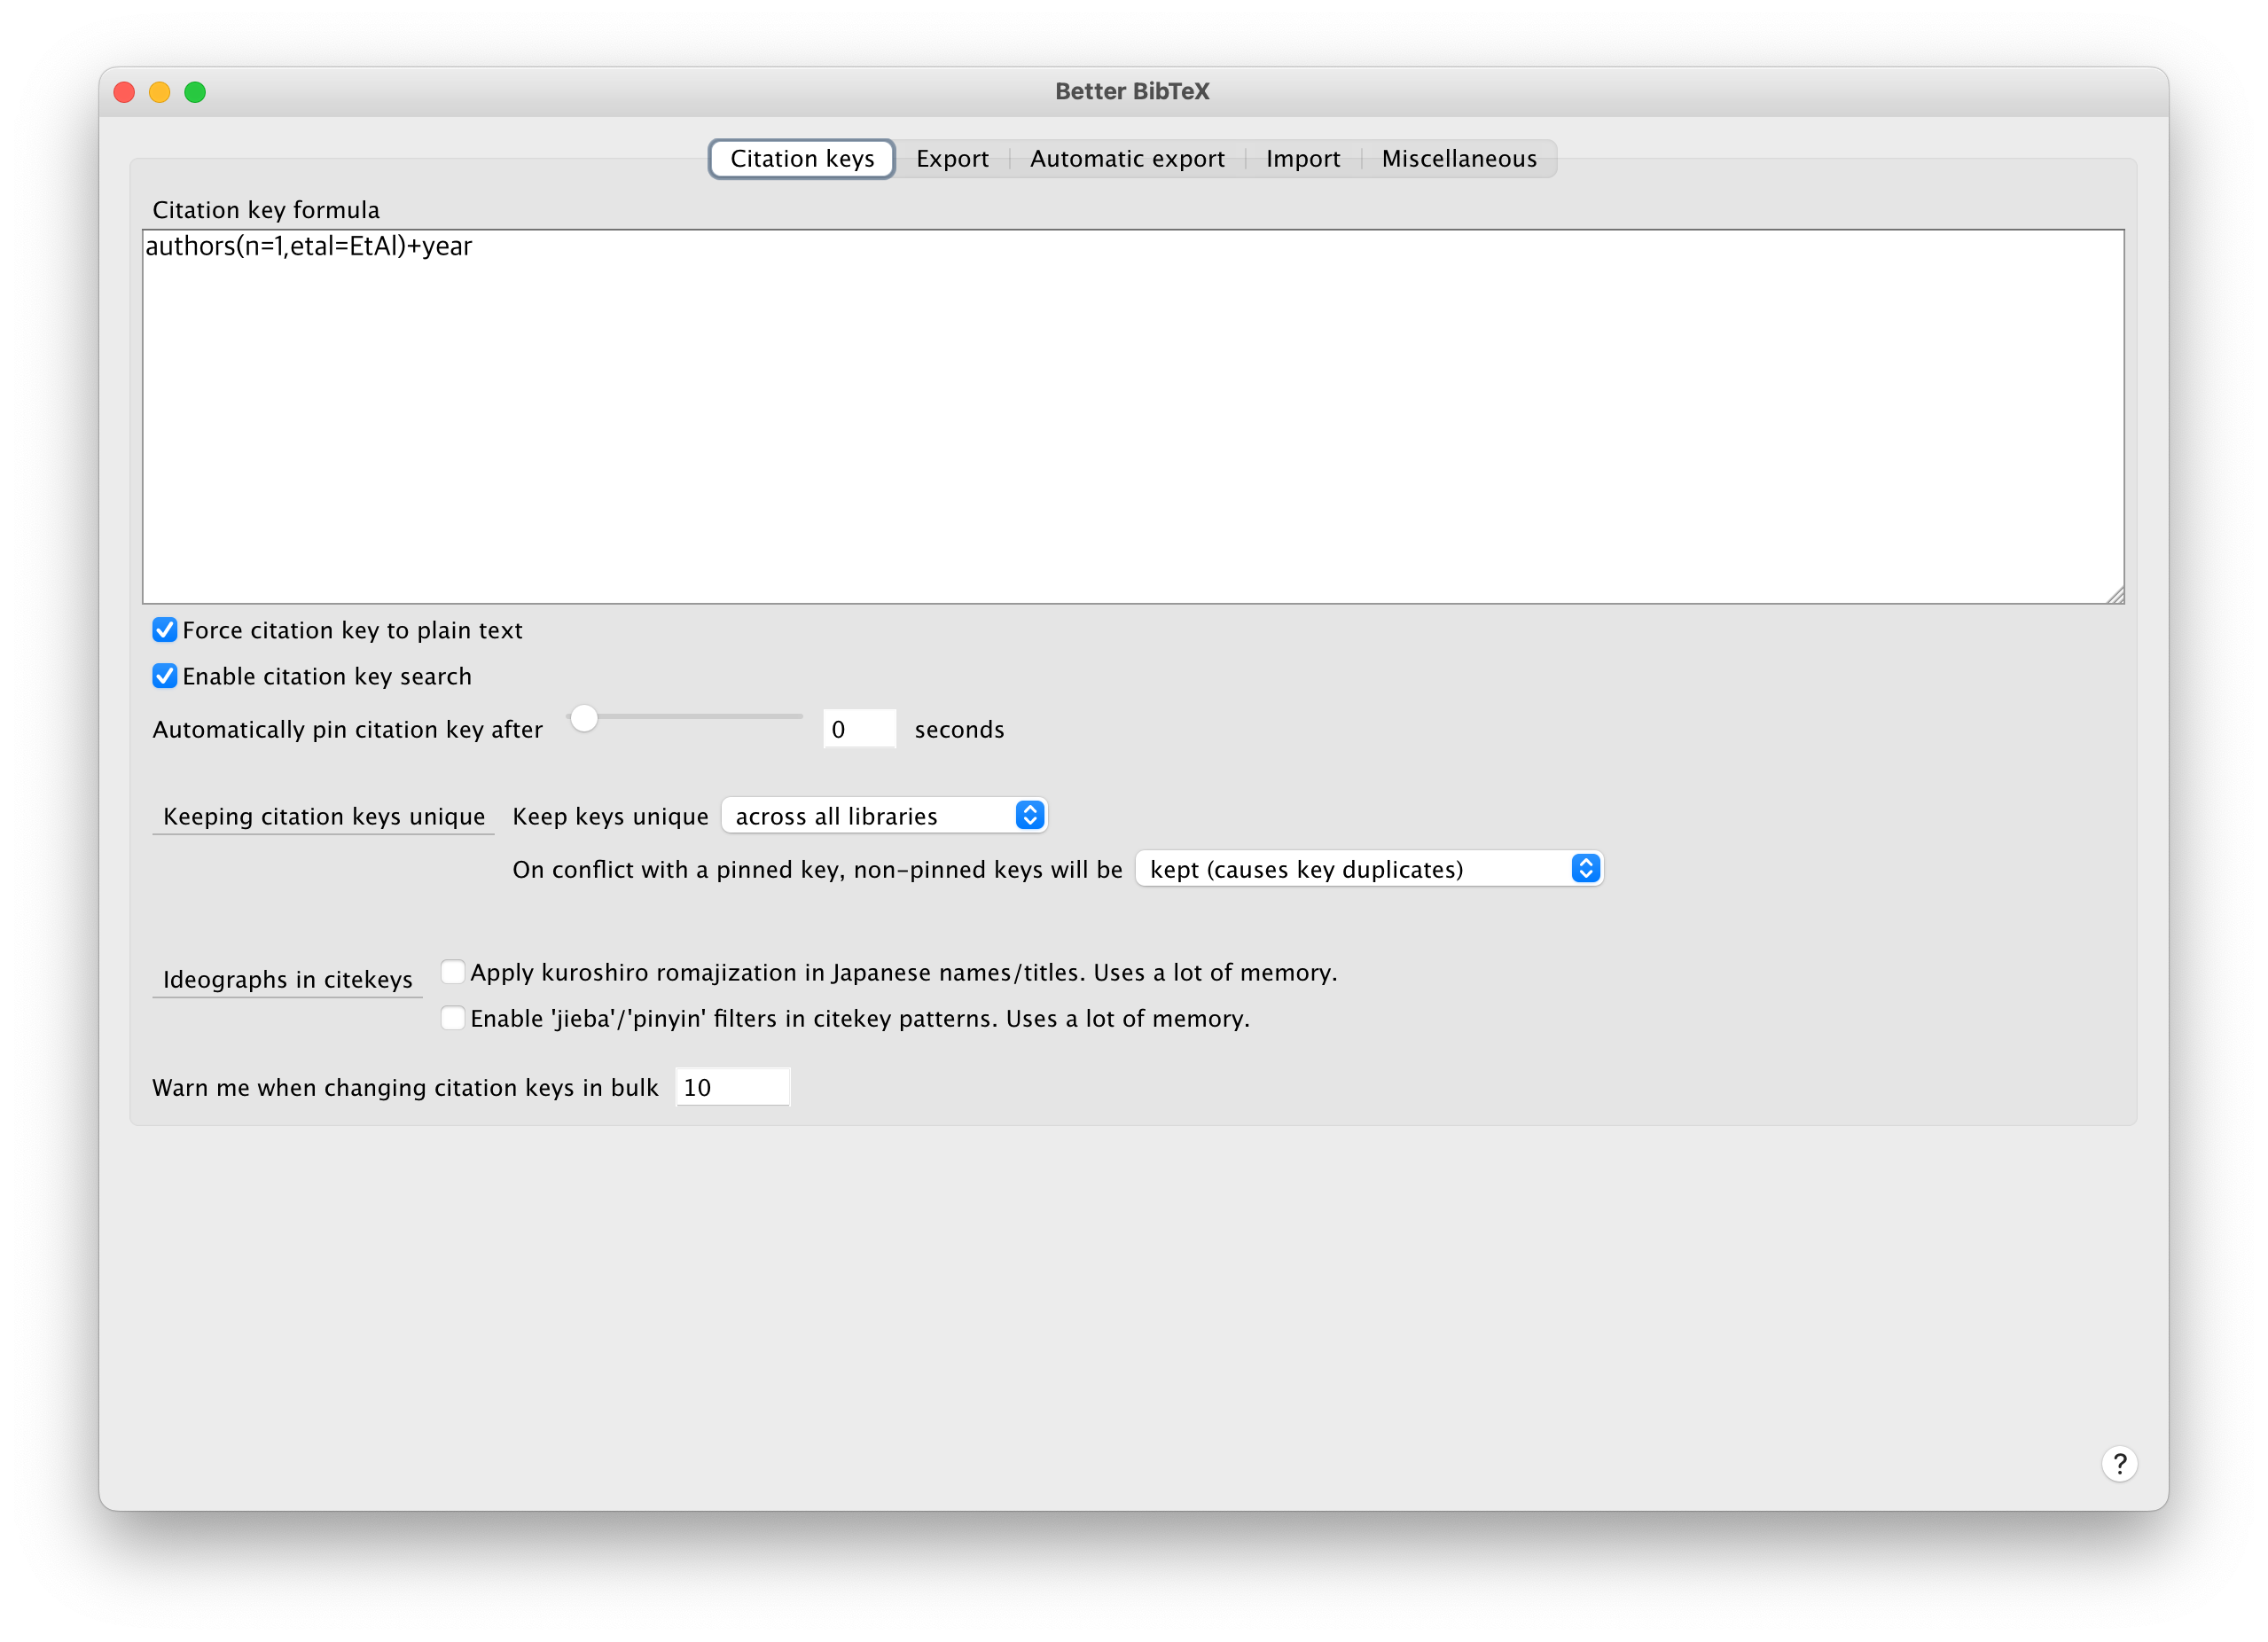 Better BibTeX
Citation keys Export Automatic export Import Miscellaneous
Citation key formula
authors(n=1,etal=EtAl)+year
Force citation key to plain text
Enable citation key search
Automatically pin citation key after 0 seconds
Keeping citation keys unique Keep keys unique across all libraries
On conflict with a pinned key, non-pinned keys will be kept (causes key duplicates)
Ideographs in citekeys Apply kuroshiro romajization in Japanese names/titles. Uses a lot of memory.
Enable 'jieba'/'pinyin' filters in citekey patterns. Uses a lot of memory.
Warn me when changing citation keys in bulk 10
?